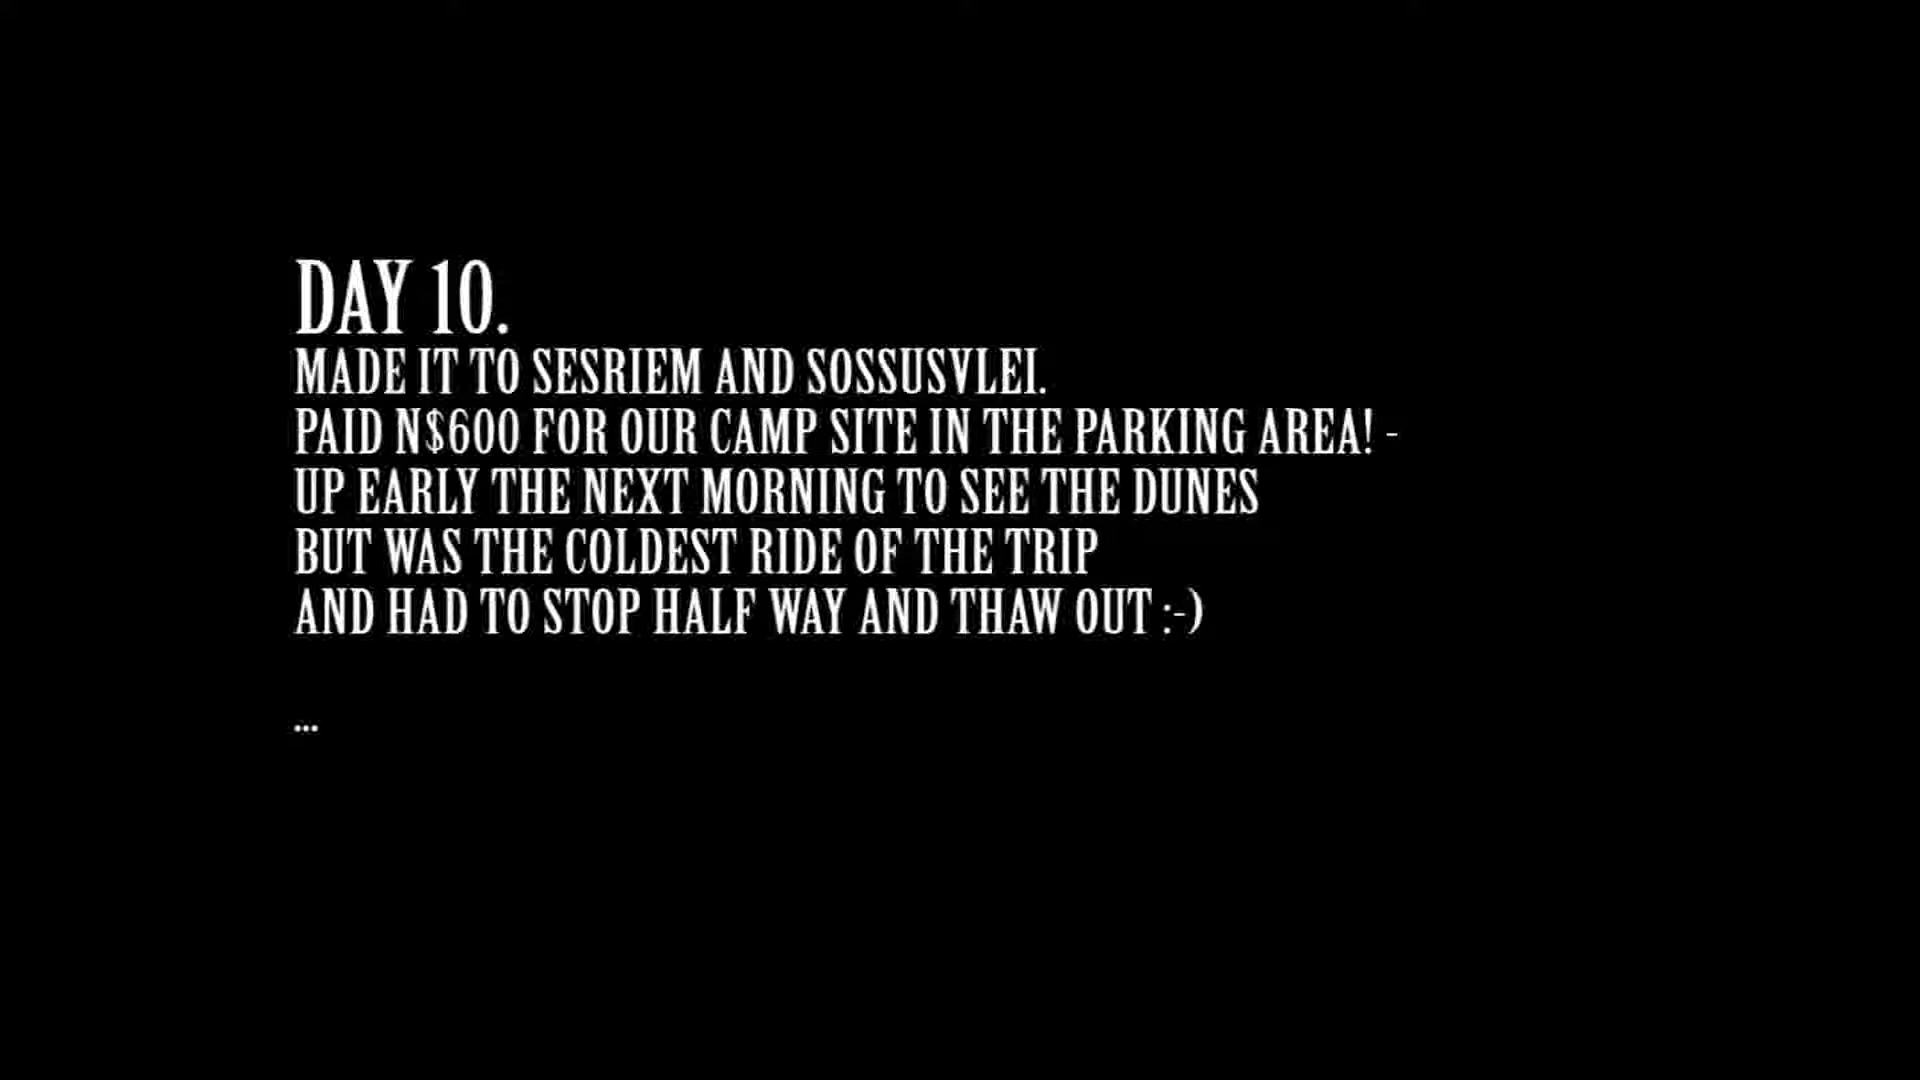 DAY 10.
MADE IT TO SESRIEM AND SOSSUSVLEI.
PAID N$600 FOR OUR CAMP SITE IN THE PARKING AREA! -
UP EARLY THE NEXT MORNING TO SEE THE DUNES
BUT WAS THE COLDEST RIDE OF THE TRIP
AND HAD TO STOP HALF WAY AND THAW OUT :-)
...